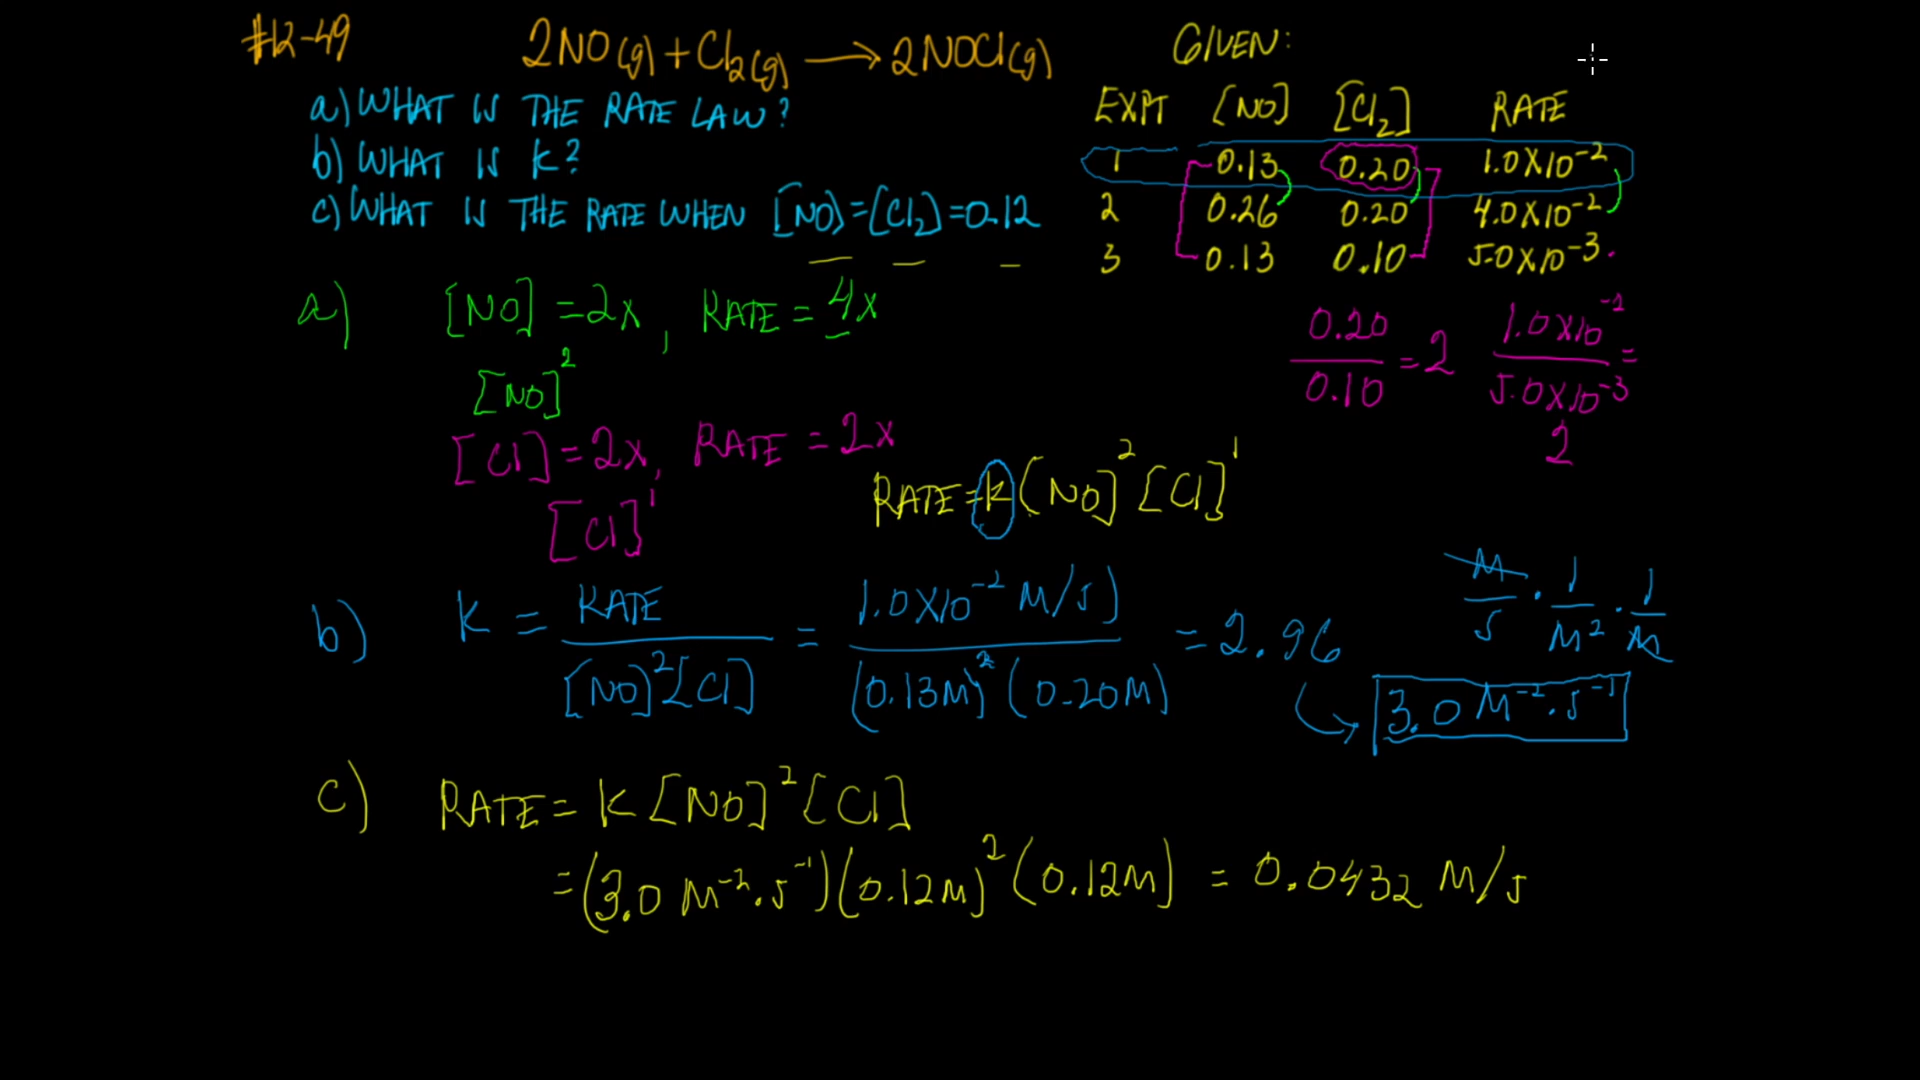 #12-49
2NO(g) + Cl₂(g) → 2NOCl(g)
a) WHAT IS THE RATE LAW?
b) WHAT IS K?
c) WHAT IS THE RATE WHEN [NO) = [Cl₂) = 0.12
GIVEN:
EXPT [NO] [Cl₂] RATE
1 0.13 0.20 1.0X10⁻²
2 0.26 0.20 4.0X10⁻²
3 0.13 0.10 5.0X10⁻³
0.20 / 0.10 = 2
1.0X10⁻² / 5.0X10⁻³ =
2
a) [NO] = 2x, RATE = 4x
[NO]²
[Cl] = 2x, RATE = 2x
[Cl]¹
RATE = K(NO]²[Cl]¹
b) K = RATE / [NO)²[Cl] = 1.0X10⁻² M/S) / (0.13M)² (0.20M) = 2.96
M/S · 1/M² · 1/M
3.0 M⁻²·S⁻¹
c) RATE = K[NO]²[Cl]
= (3.0 M⁻²·S⁻¹)(0.12M)²(0.12M) = 0.0432 M/S